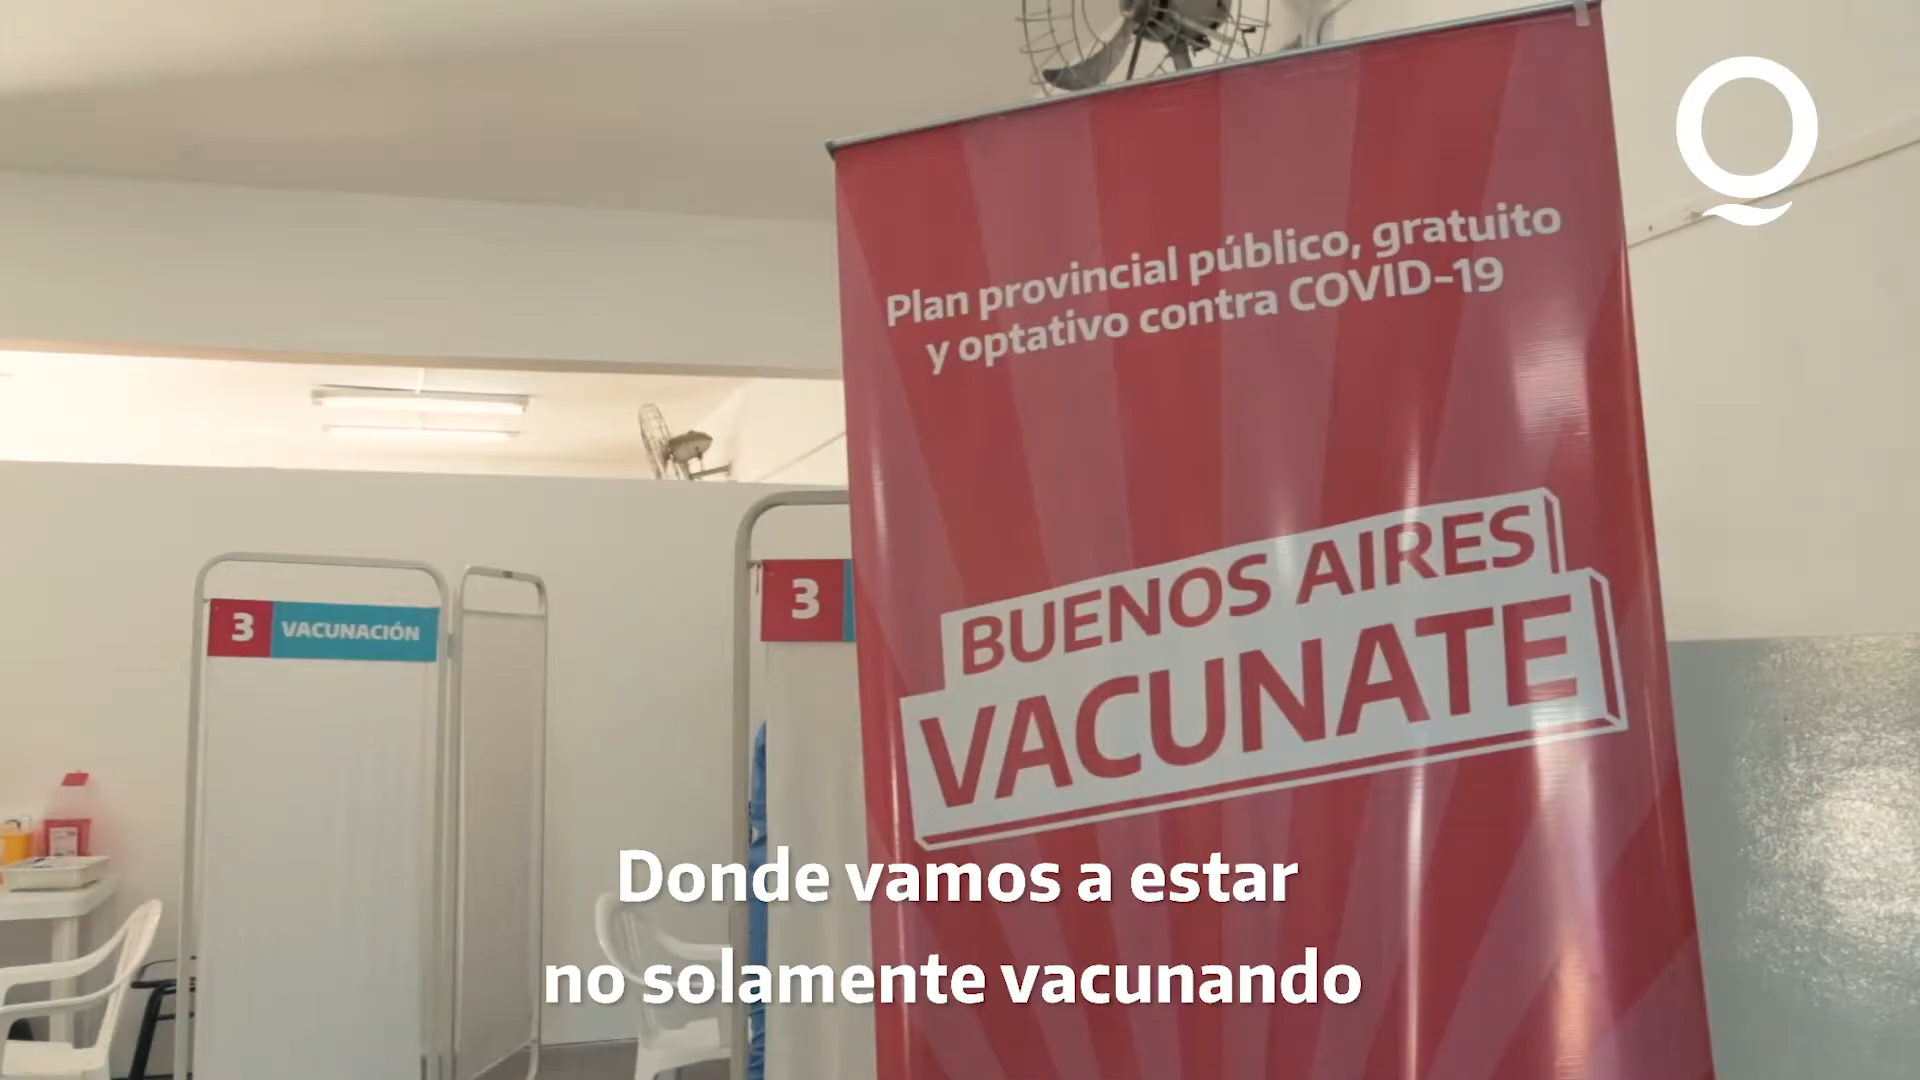 Plan provincial público, gratuito
y optativo contra COVID-19
BUENOS AIRES
VACUNATE
3 VACUNACIÓN
3
Donde vamos a estar
no solamente vacunando